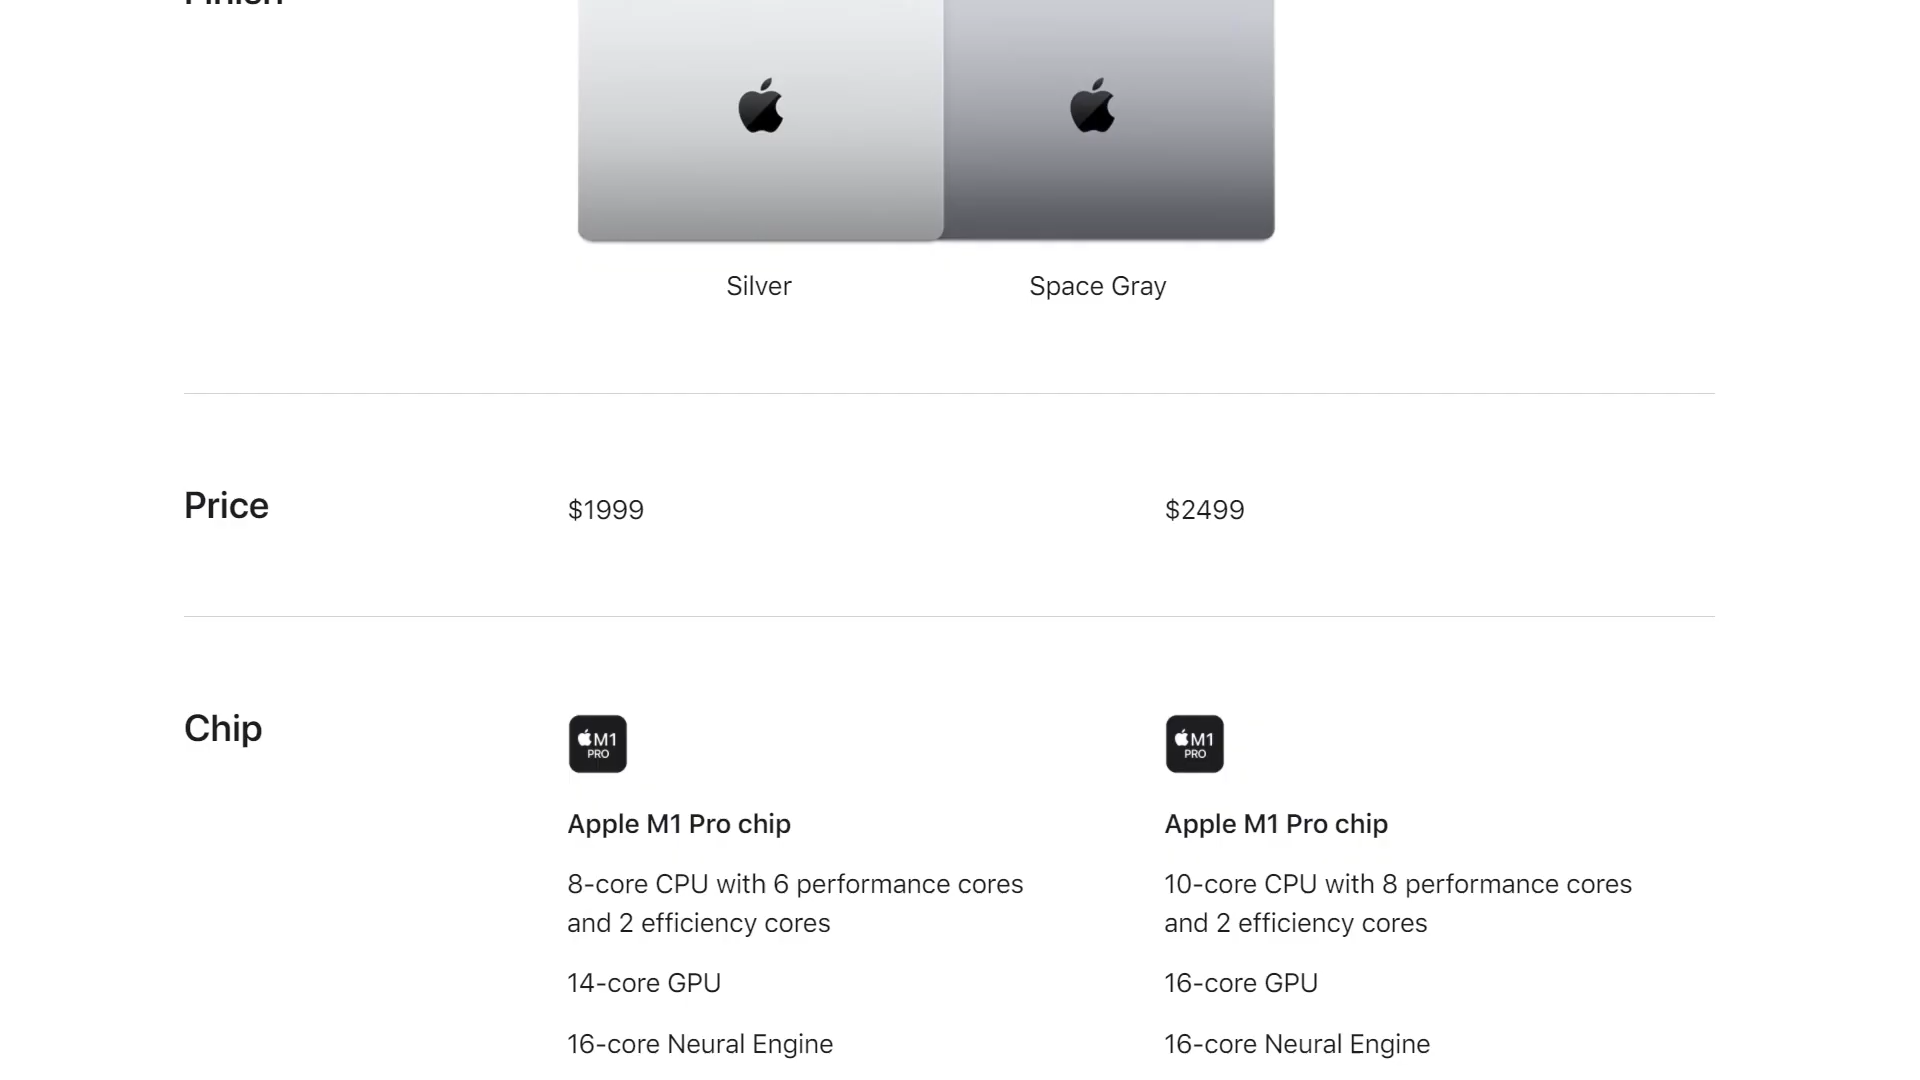 Finish
Silver
Space Gray
Price
$1999
$2499
Chip
M1
PRO
M1
PRO
Apple M1 Pro chip
8-core CPU with 6 performance cores
and 2 efficiency cores
14-core GPU
16-core Neural Engine
Apple M1 Pro chip
10-core CPU with 8 performance cores
and 2 efficiency cores
16-core GPU
16-core Neural Engine